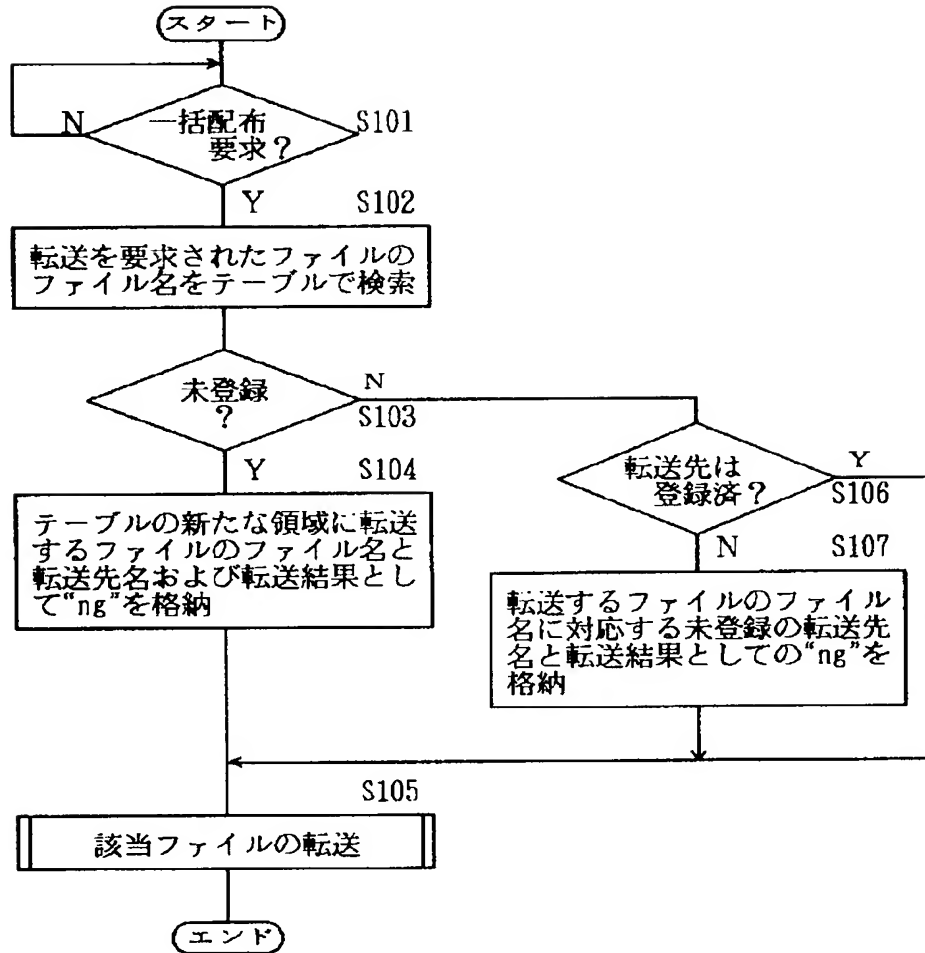 スタート
N
一括配布
要求?
S101
Y
S102
転送を要求されたファイルの
ファイル名をテーブルで検索
未登録
?
N
S103
Y
S104
テーブルの新たな領域に転送
するファイルのファイル名と
転送先名および転送結果とし
て“ng”を格納
転送先は
登録済?
Y
S106
N
S107
転送するファイルのファイル
名に対応する未登録の転送先
名と転送結果としての“ng”を
格納
S105
該当ファイルの転送
エンド